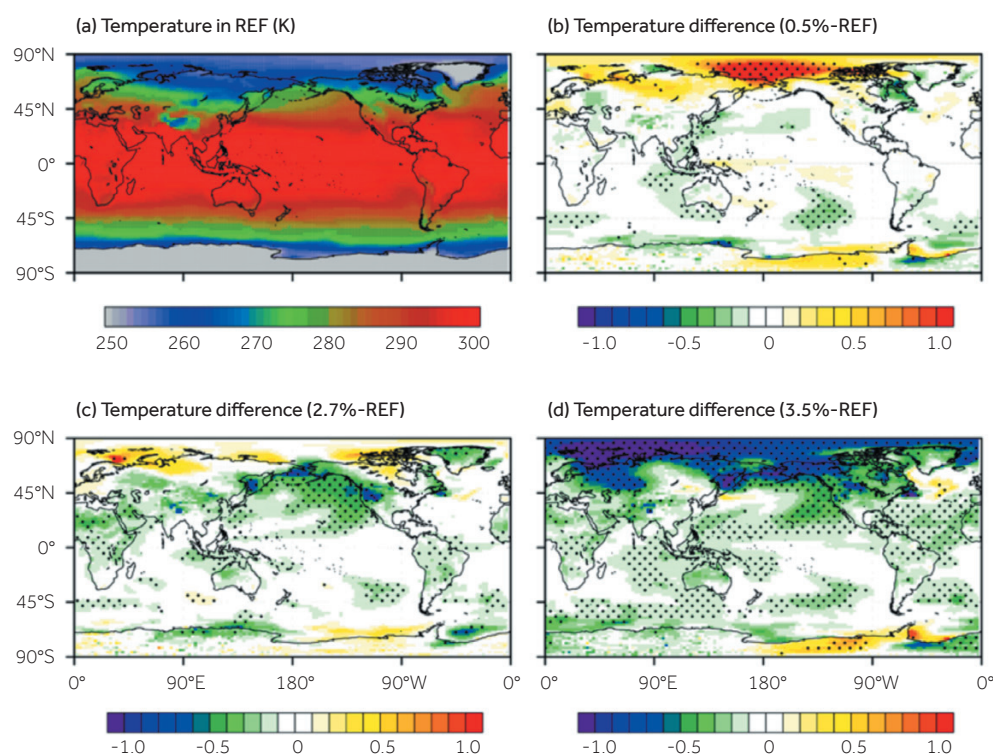 (a) Temperature in REF (K)
(b) Temperature difference (0.5%-REF)
90°N
45°N
0°
45°S
90°S
250 260 270 280 290 300
-1.0 -0.5 0 0.5 1.0
(c) Temperature difference (2.7%-REF)
(d) Temperature difference (3.5%-REF)
90°N
45°N
0°
45°S
90°S
0° 90°E 180° 90°W 0°
0° 90°E 180° 90°W 0°
-1.0 -0.5 0 0.5 1.0
-1.0 -0.5 0 0.5 1.0